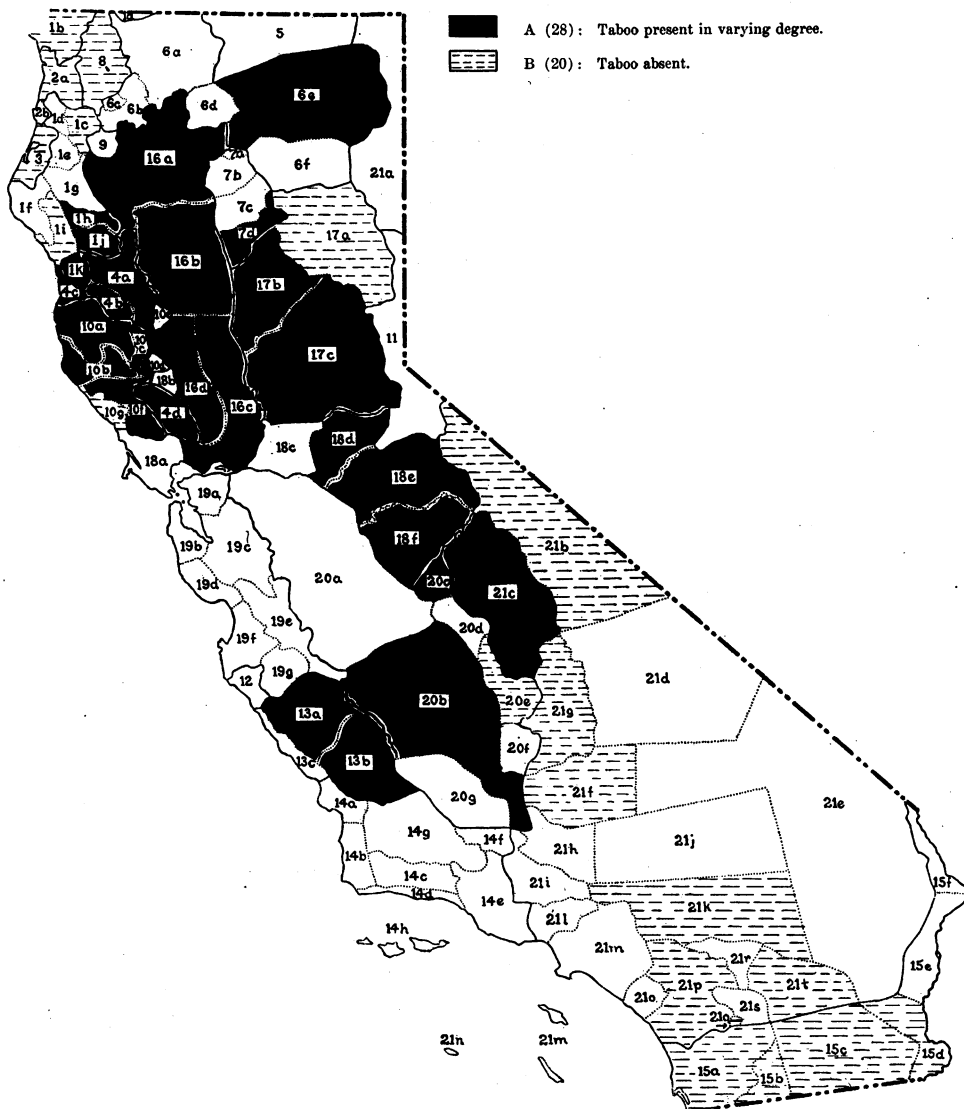 A (28): Taboo present in varying degree.
B (20): Taboo absent.
1b
5
6a
8
2a
6e
6c
6b
6d
2b
1d
1c
9
3
1e
16a
7a
7b
6f
21a
1g
1f
7c
1h
1i
1j
7d
17a
16b
1k
4a
17b
4c
4b
10a
11
17c
10b
18b
16d
10g
10f
4d
16c
18d
18c
18a
18e
19a
18f
19b
19c
21b
20a
20c
19d
21c
19e
20d
19f
19g
12
21d
20e
13a
20b
21g
20f
13c
13b
21f
20g
21e
14a
14g
14f
21j
14b
21h
14c
21i
15f
14d
14e
21k
21l
14h
21m
21r
15e
21p
21t
21o
21s
21q
21n
21m
15c
15d
15a
15b